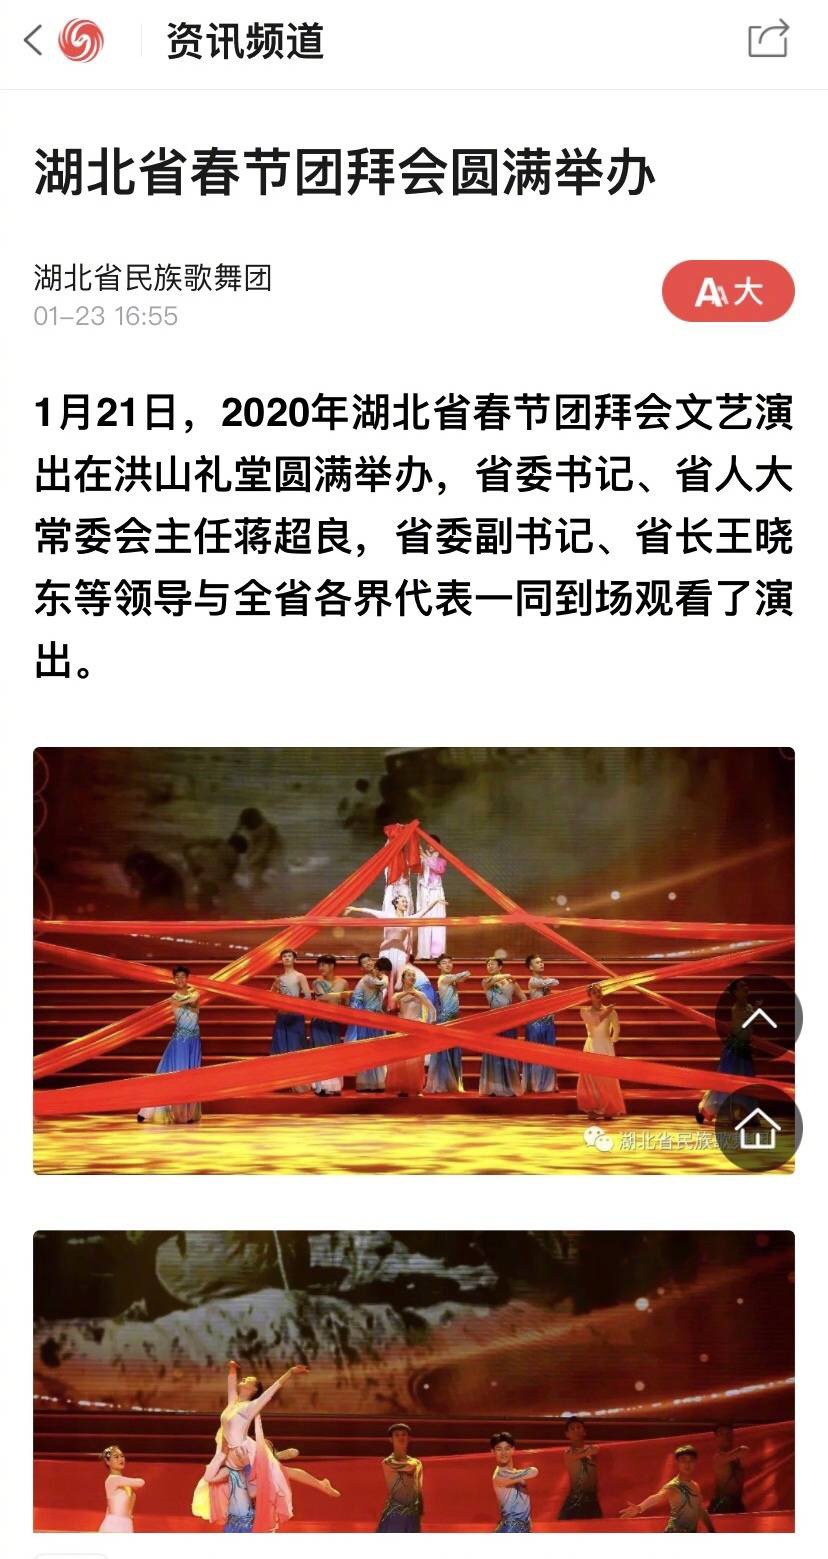 资讯频道
湖北省春节团拜会圆满举办
湖北省民族歌舞团
01-23 16:55
A大
1月21日，2020年湖北省春节团拜会文艺演
出在洪山礼堂圆满举办，省委书记、省人大
常委会主任蒋超良，省委副书记、省长王晓
东等领导与全省各界代表一同到场观看了演
出。
湖北省民族歌